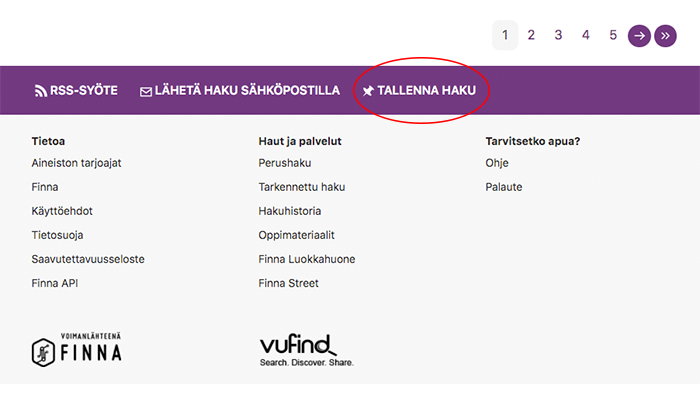 1 2 3 4 5
RSS-SYÖTE LÄHETÄ HAKU SÄHKÖPOSTILLA TALLENNA HAKU
Tietoa
Aineiston tarjoajat
Finna
Käyttöehdot
Tietosuoja
Saavutettavuusseloste
Finna API
Haut ja palvelut
Perushaku
Tarkennettu haku
Hakuhistoria
Oppimateriaalit
Finna Luokkahuone
Finna Street
Tarvitsetko apua?
Ohje
Palaute
VOIMANLÄHTEENÄ
FINNA
vufind
Search. Discover. Share.